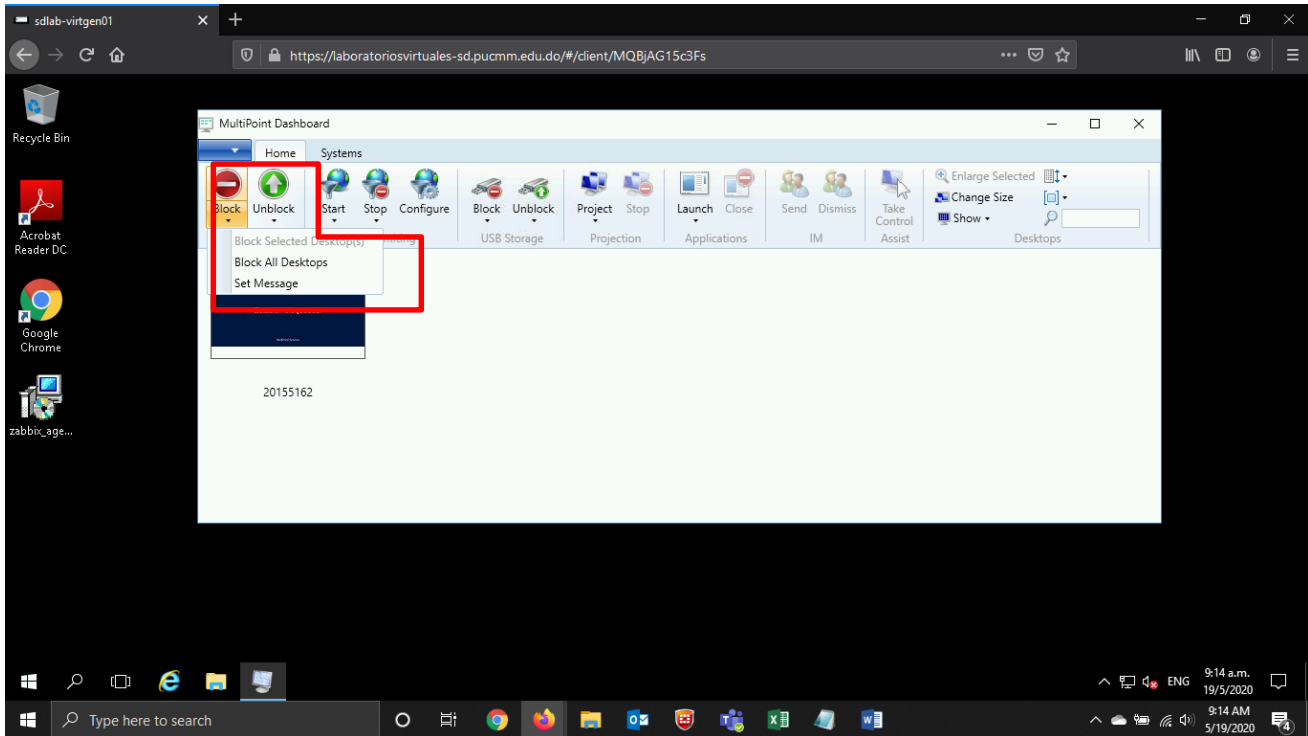 sdlab-virtgen01
https://laboratoriosvirtuales-sd.pucmm.edu.do/#/client/MQBjAG15c3Fs
Recycle Bin
Acrobat
Reader DC
Google
Chrome
zabbix_age...
MultiPoint Dashboard
Home Systems
Block Unblock Start Stop Configure Block Unblock Project Stop Launch Close Send Dismiss Take
Control
Enlarge Selected
Change Size
Show
USB Storage Projection Applications IM Assist Desktops
Block Selected Desktop(s)
Block All Desktops
Set Message
20155162
ENG 9:14 a.m.
19/5/2020
Type here to search
9:14 AM
5/19/2020
4